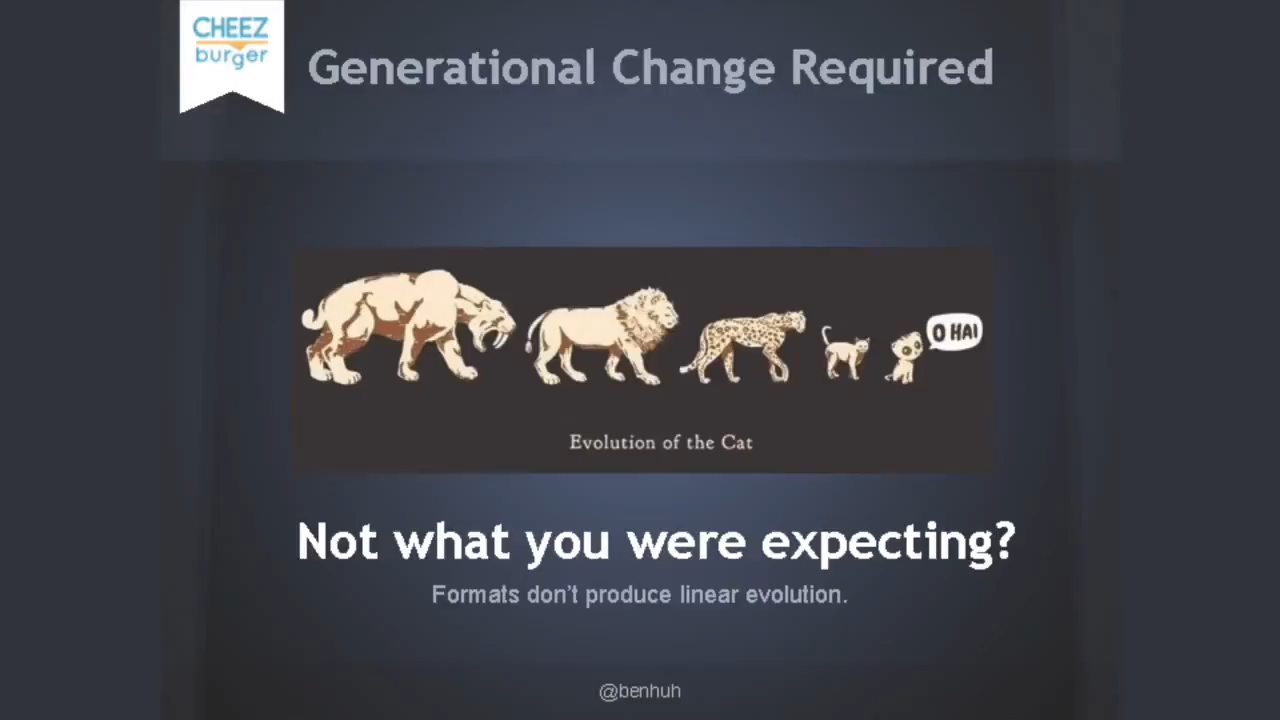 CHEEZ
burger
Generational Change Required
O HAI
Evolution of the Cat
Not what you were expecting?
Formats don't produce linear evolution.
@benhuh